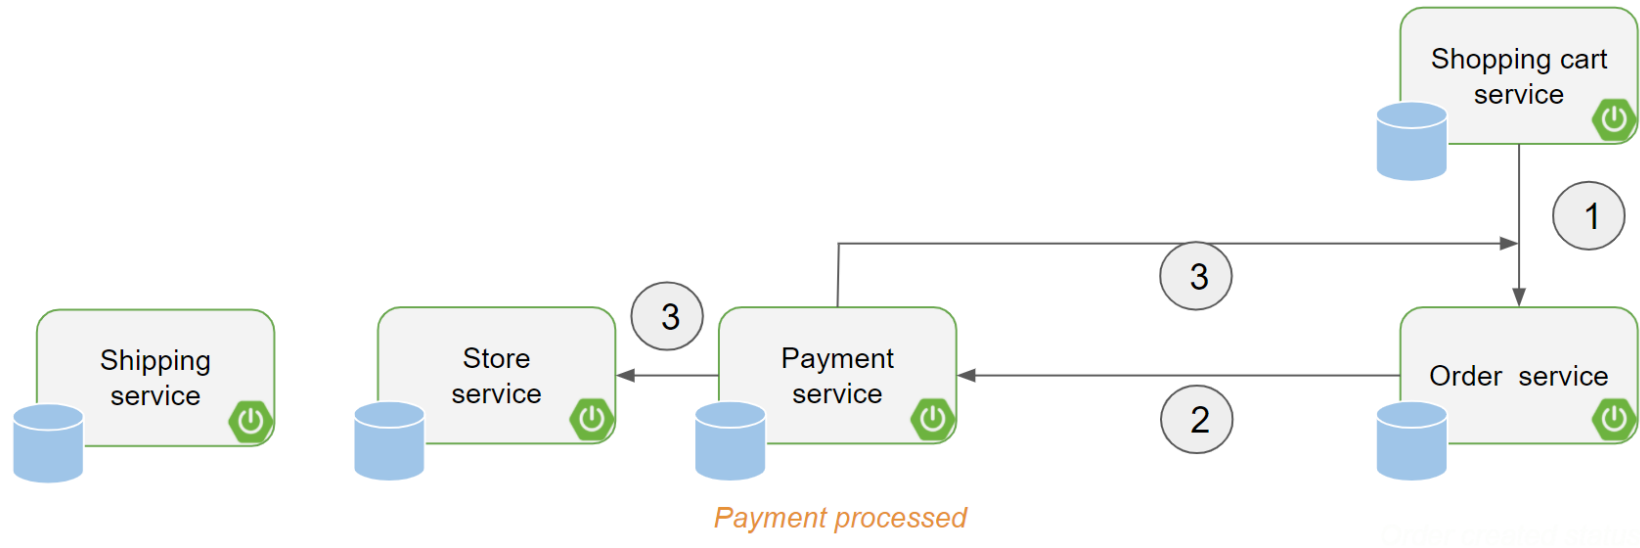 Shopping cart
service
1
3
3
Shipping
service
Store
service
Payment
service
Order service
2
Payment processed